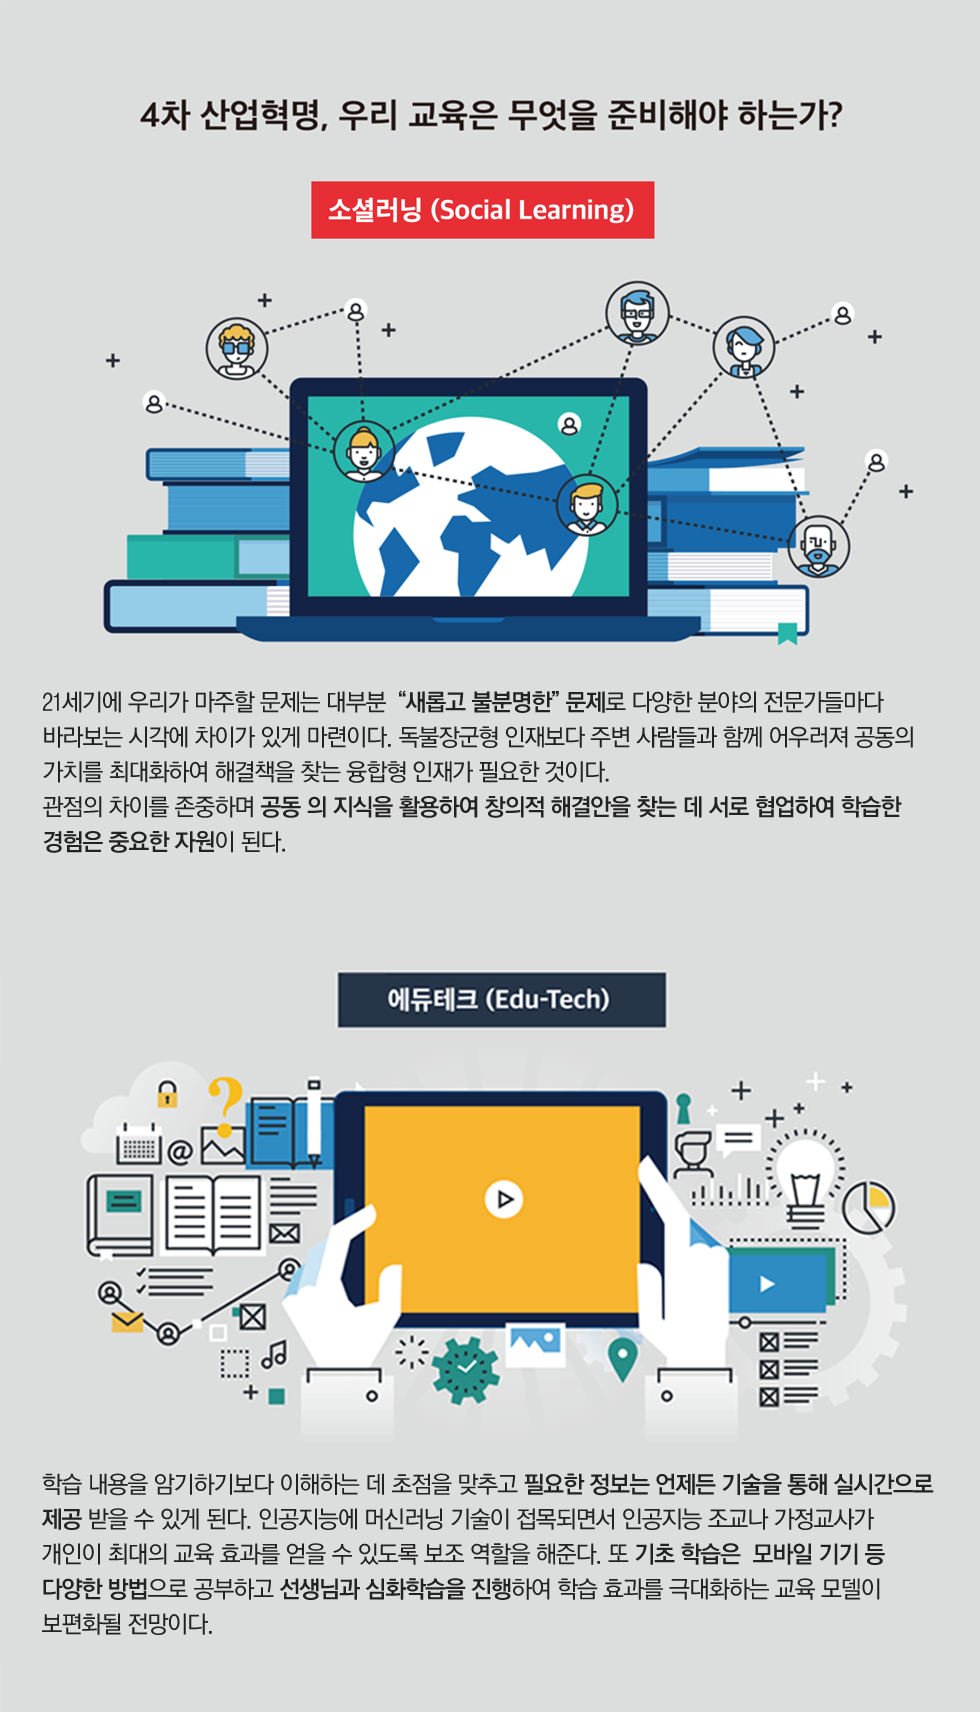 4차 산업혁명, 우리 교육은 무엇을 준비해야 하는가?
소셜러닝 (Social Learning)
21세기에 우리가 마주할 문제는 대부분 “새롭고 불분명한” 문제로 다양한 분야의 전문가들마다
바라보는 시각에 차이가 있게 마련이다. 독불장군형 인재보다 주변 사람들과 함께 어우러져 공동의
가치를 최대화하여 해결책을 찾는 융합형 인재가 필요한 것이다.
관점의 차이를 존중하며 공동 의 지식을 활용하여 창의적 해결안을 찾는 데 서로 협업하여 학습한
경험은 중요한 자원이 된다.
에듀테크 (Edu-Tech)
학습 내용을 암기하기보다 이해하는 데 초점을 맞추고 필요한 정보는 언제든 기술을 통해 실시간으로
제공 받을 수 있게 된다. 인공지능에 머신러닝 기술이 접목되면서 인공지능 조교나 가정교사가
개인이 최대의 교육 효과를 얻을 수 있도록 보조 역할을 해준다. 또 기초 학습은 모바일 기기 등
다양한 방법으로 공부하고 선생님과 심화학습을 진행하여 학습 효과를 극대화하는 교육 모델이
보편화될 전망이다.